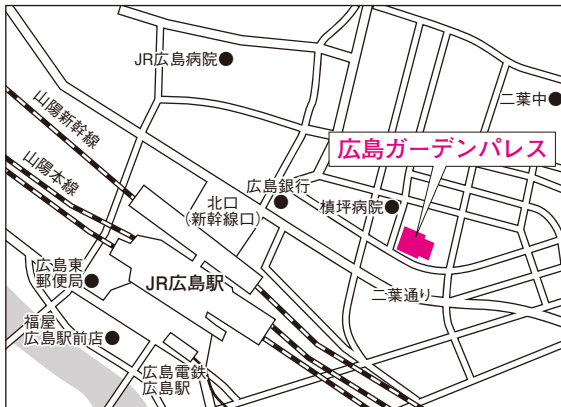 JR広島病院
二葉中
山陽新幹線
広島ガーデンパレス
山陽本線
北口
(新幹線口)
広島銀行
槙坪病院
広島東
郵便局
JR広島駅
二葉通り
福屋
広島駅前店
広島電鉄
広島駅